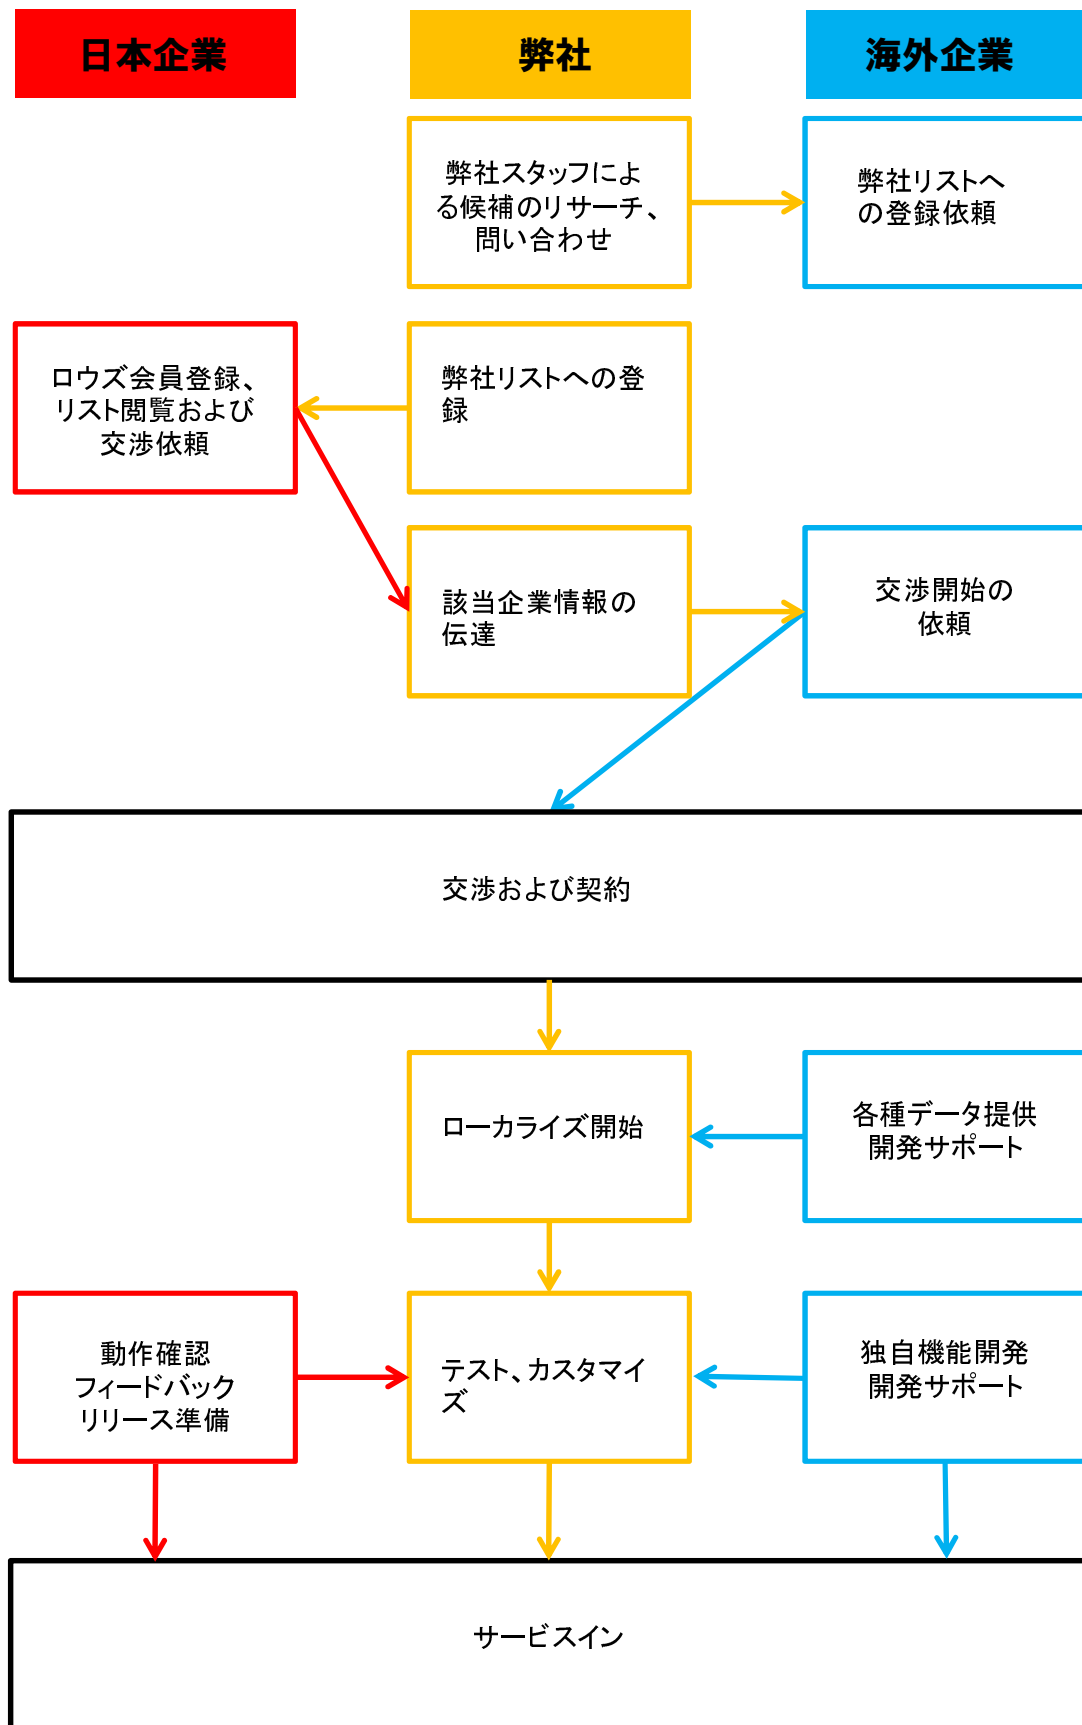 日本企業
弊社
海外企業
弊社スタッフによ
る候補のリサーチ、
問い合わせ
弊社リストへ
の登録依頼
ロウズ会員登録、
リスト閲覧および
交渉依頼
弊社リストへの登
録
該当企業情報の
伝達
交渉開始の
依頼
交渉および契約
ローカライズ開始
各種データ提供
開発サポート
動作確認
フィードバック
リリース準備
テスト、カスタマイ
ズ
独自機能開発
開発サポート
サービスイン